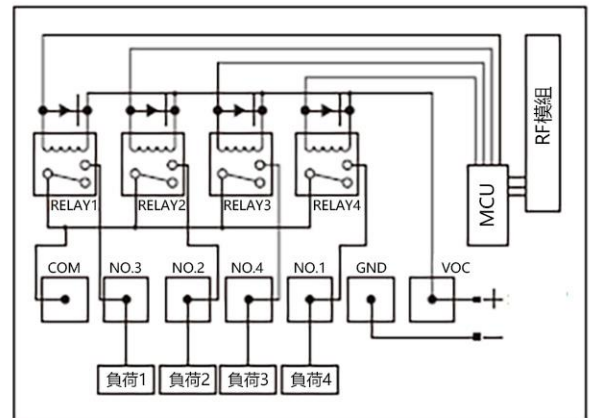 RF模組
MCU
RELAY1
RELAY2
RELAY3
RELAY4
COM
NO.3
NO.2
NO.4
NO.1
GND
VOC
+
-
負荷1
負荷2
負荷3
負荷4